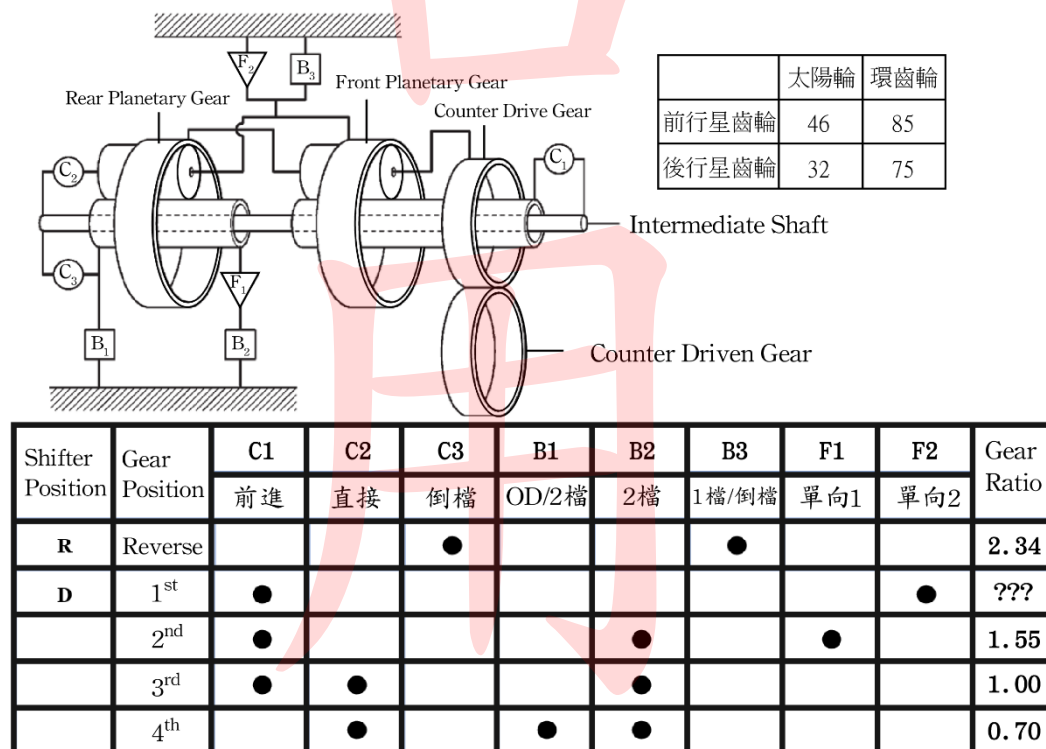 F2
B3
Rear Planetary Gear
Front Planetary Gear
Counter Drive Gear
C2
C1
C3
F1
B1
B2
Intermediate Shaft
Counter Driven Gear
太陽輪 環齒輪
前行星齒輪 46 85
後行星齒輪 32 75
Shifter Position Gear Position C1 C2 C3 B1 B2 B3 F1 F2 Gear Ratio
前進 直接 倒檔 OD/2檔 2檔 1檔/倒檔 單向1 單向2
R Reverse ● ● 2.34
D 1st ● ● ???
2nd ● ● ● 1.55
3rd ● ● ● 1.00
4th ● ● ● 0.70
用